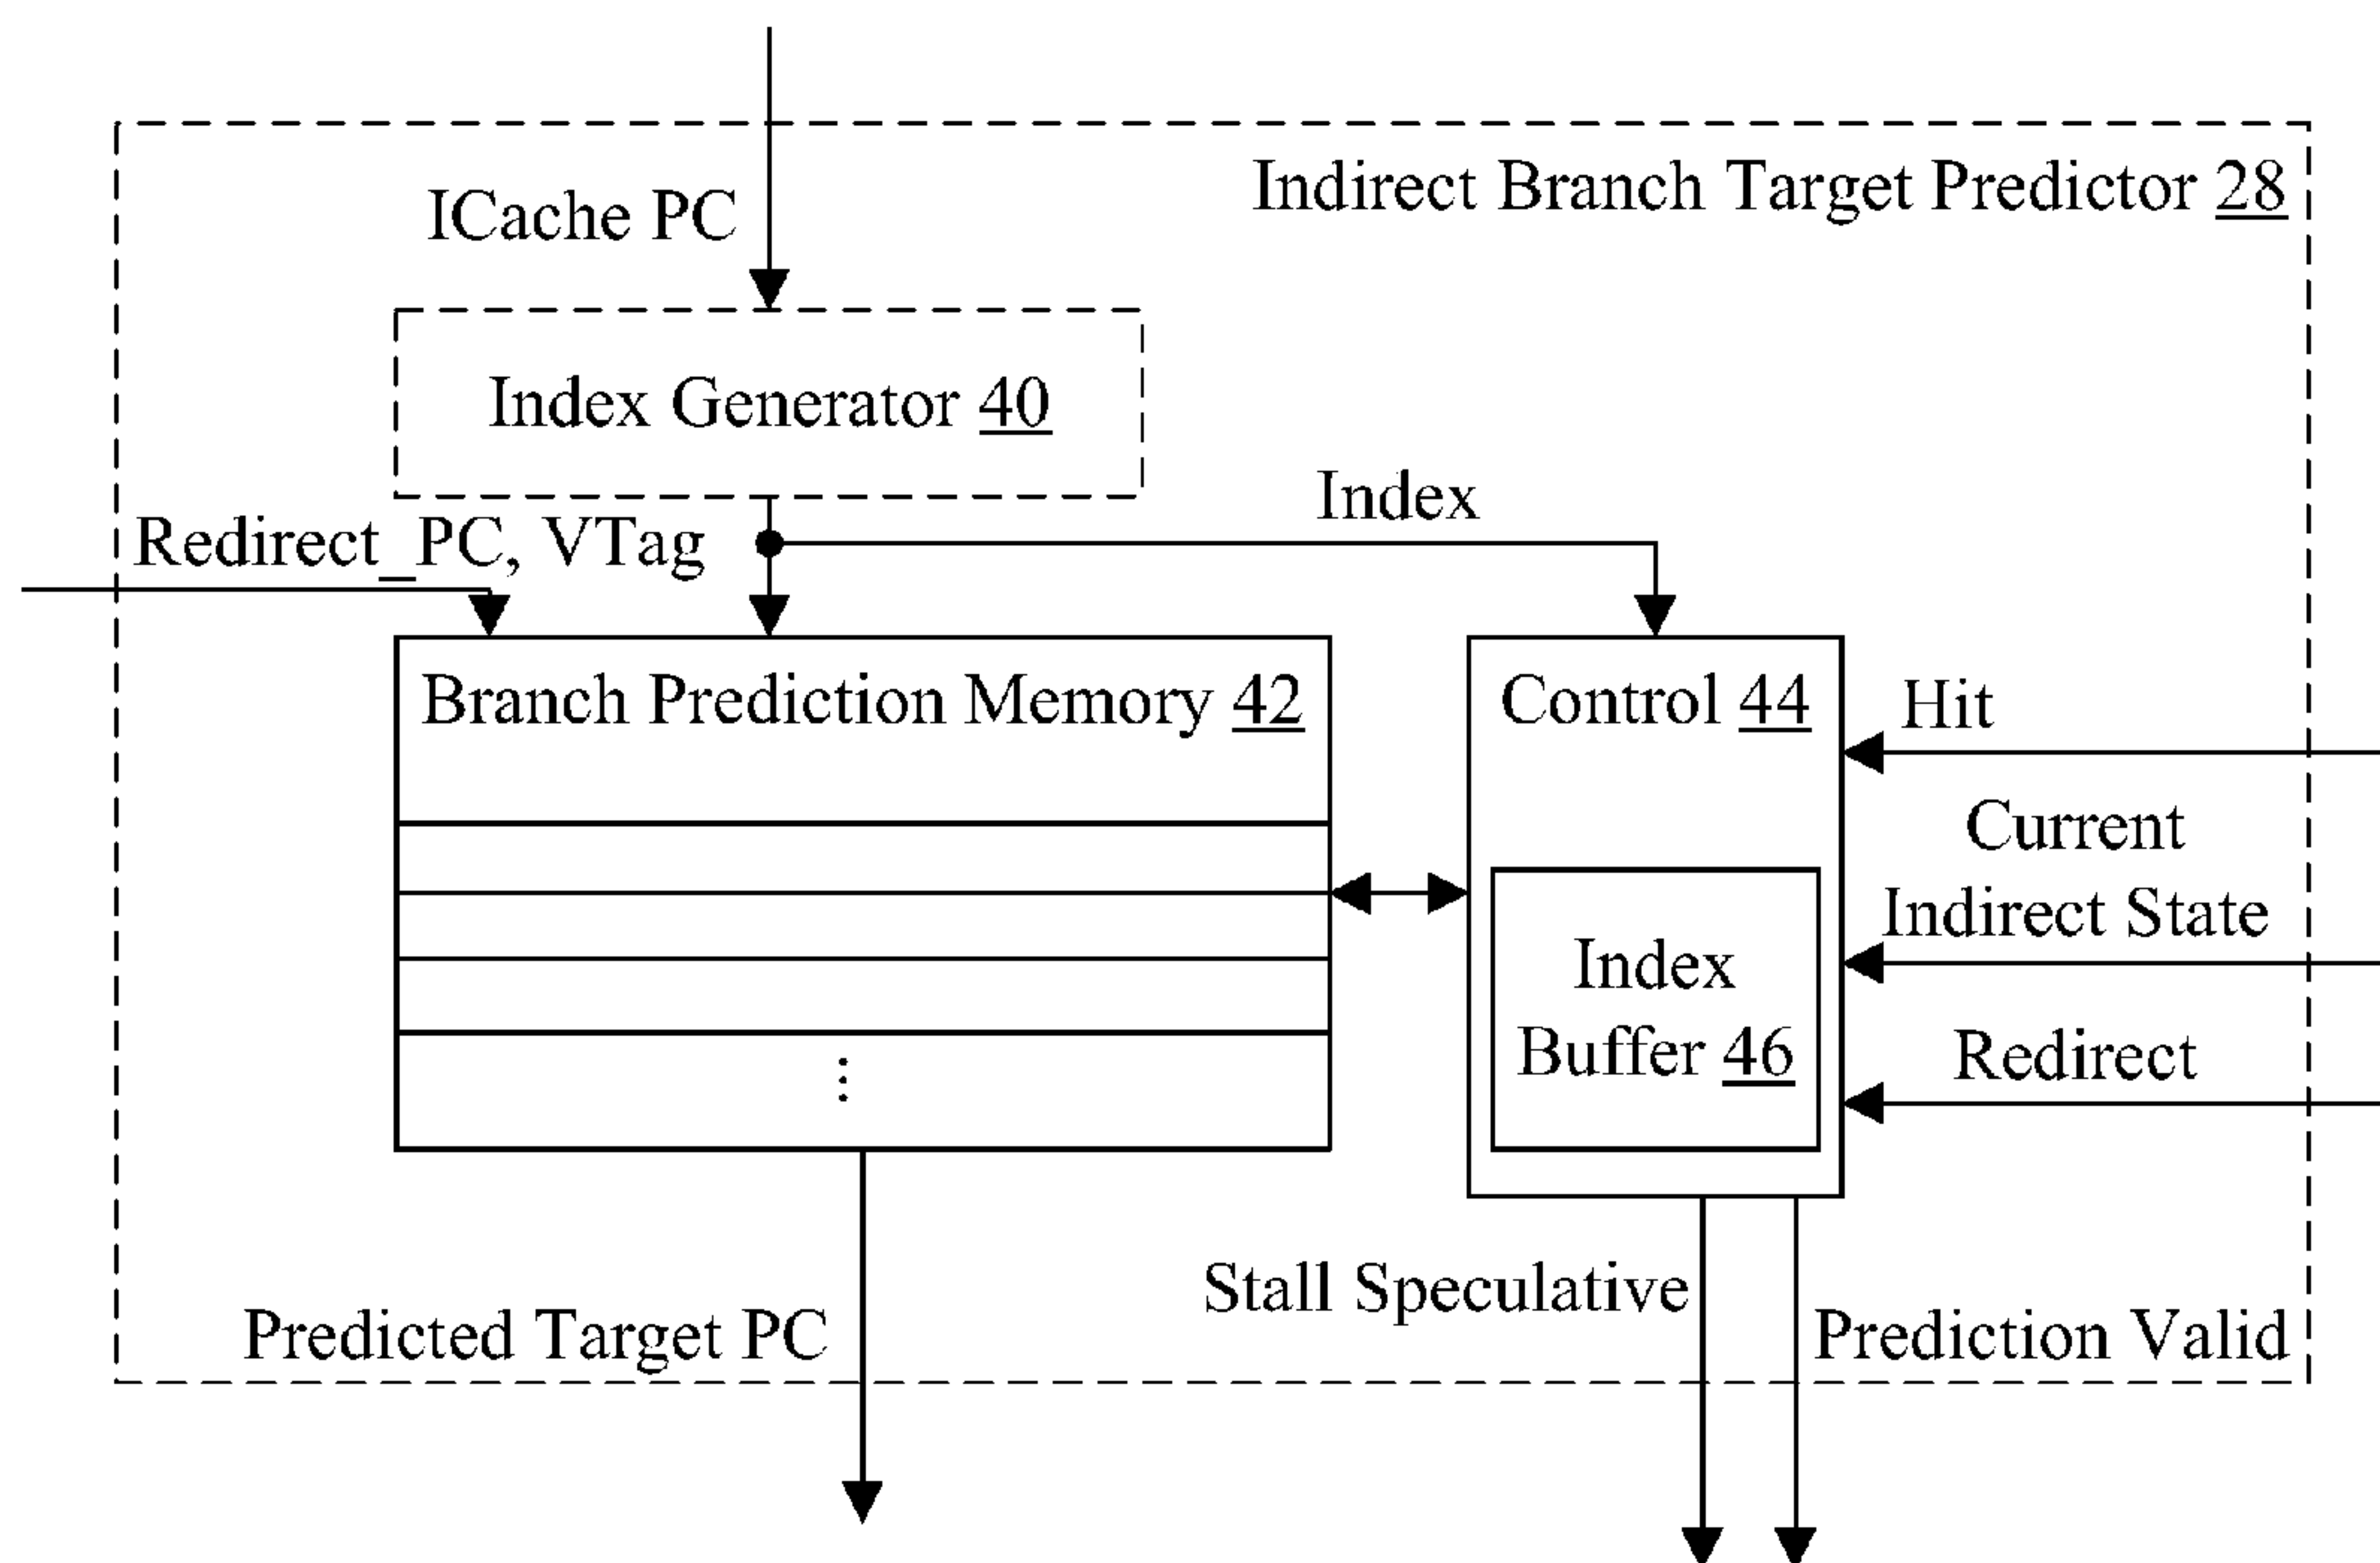 Indirect Branch Target Predictor 28
ICache PC
Index Generator 40
Index
Redirect_PC, VTag
Branch Prediction Memory 42
Control 44
Hit
Current
Indirect State
Index
Buffer 46
Redirect
Stall Speculative
Predicted Target PC
Prediction Valid